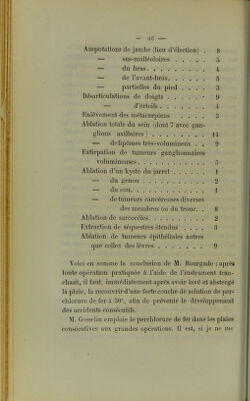 — 46 —
Amputations de jambe (lieu d'élection) . 8
— sus-malléoloires . . . . 5
— du bras . . . . . . . 4
— de l'avant-bras . . . . . 5
— partielles du pied . . . . 3
Désarticulations de doigts . . . . . . 9
— d'orteils . . . . . . . 4
Enlèvement des métacarpiens . . . . 3
Ablation totale du sein (dont 7 avec gan-
glions axillaires) . . . . . . . . 14
— de lipômes très-volumineux . . . 9
Extirpation de tumeurs ganglionnaires
volumineuses . . . . . . . . . 5
Ablation d'un kyste du jarret . . . . 1
— du genou . . . . . . . 2
— du cou . . . . . . . . 1
— de tumeurs cancéreuses diverses
des membres ou du tronc. . . 8
Ablation de sarcocèles. . . . . . . 2
Extraction de séquestres étendus . . . 3
Ablation de tumeurs épithéliales autres
que celles des lèvres . . . . . . 9
Voici en somme la conclusion de M. Bourgade : après
toute opération pratiquée à l'aide de l'instrument tran-
chant, il faut, immédiatement après avoir lavé et abstergé
la plaie, la recouvrir d'une forte couche de solution de per-
chlorure de fer à 30°, afin de prévenir le développement
des accidents consécutifs.
M. Gosselin emploie le perchlorure de fer dans les plaies
consécutives aux grandes opérations. Il est, si je ne me